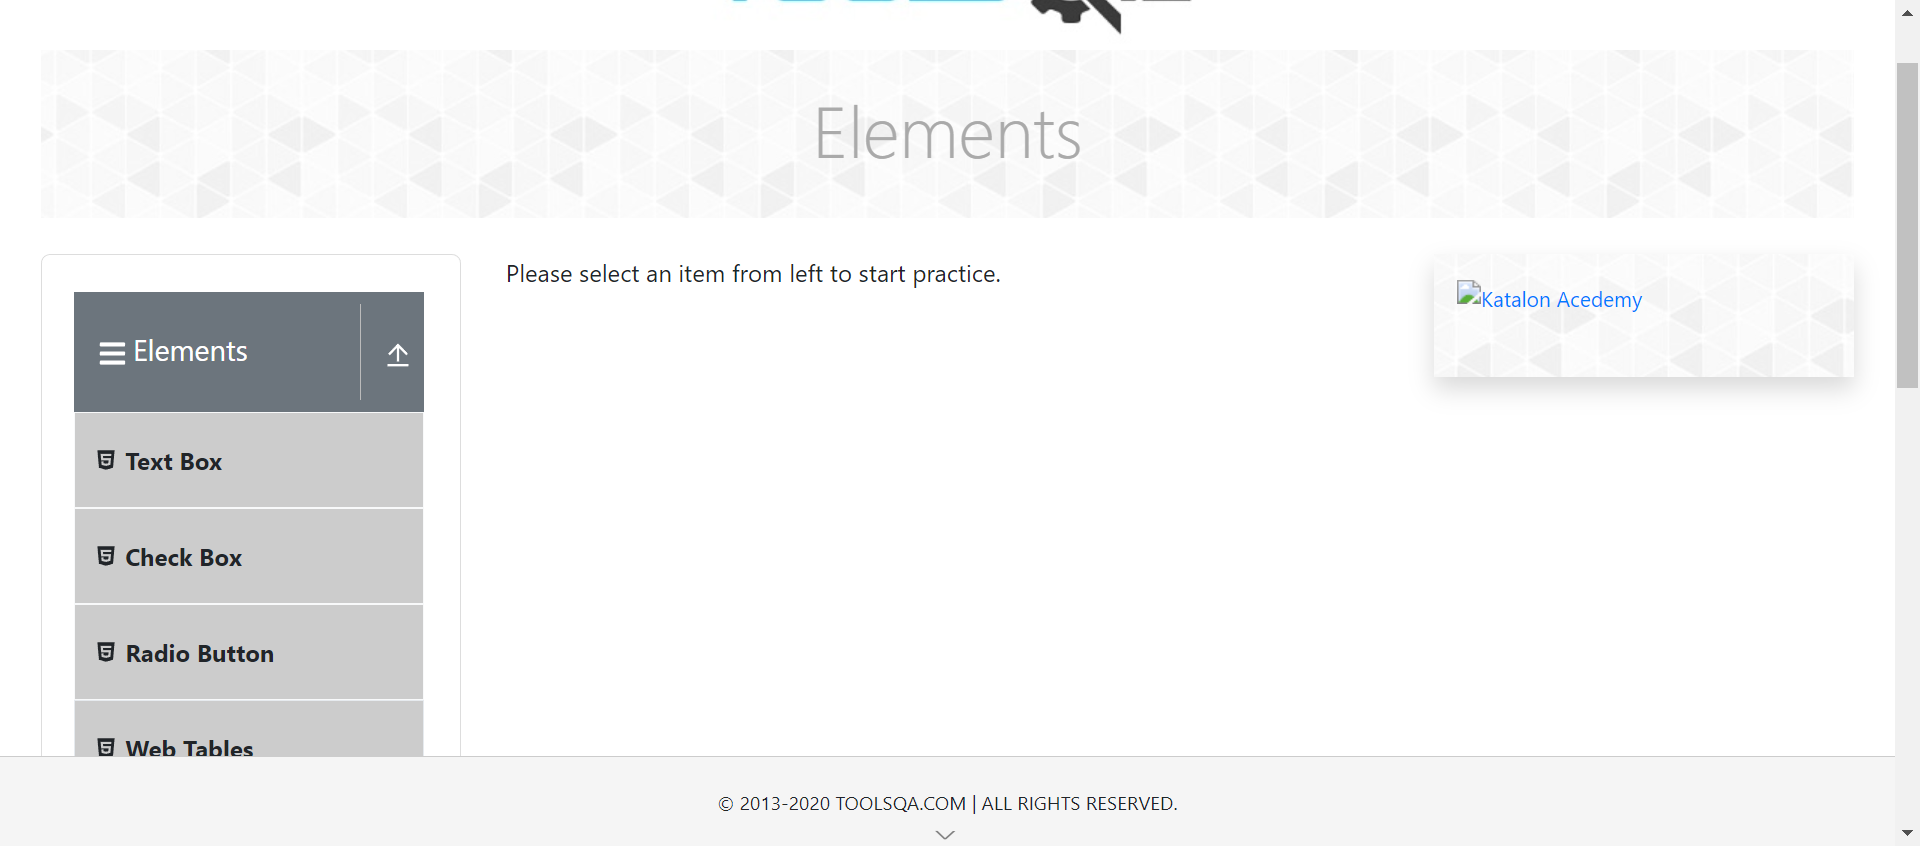 Elements
Please select an item from left to start practice.
Katalon Acedemy
Elements
Text Box
Check Box
Radio Button
Web Tables
© 2013-2020 TOOLSQA.COM | ALL RIGHTS RESERVED.